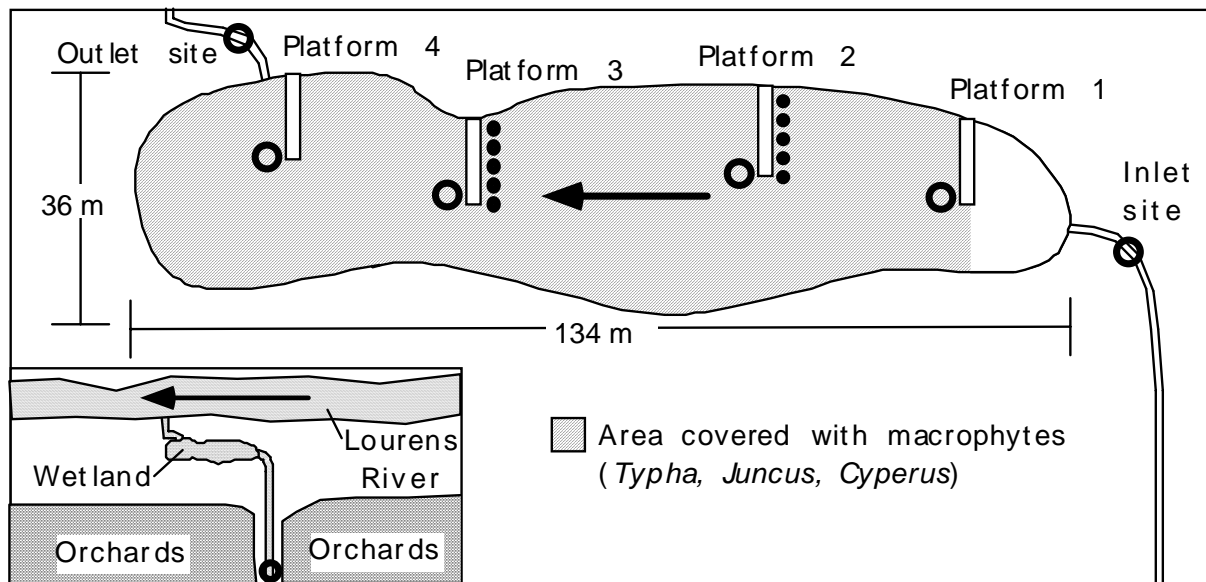 Outlet site
Platform 4
Platform 3
Platform 2
Platform 1
Inlet
site
36 m
134 m
Lourens
River
Wetland
Orchards
Orchards
Area covered with macrophytes
(Typha, Juncus, Cyperus)